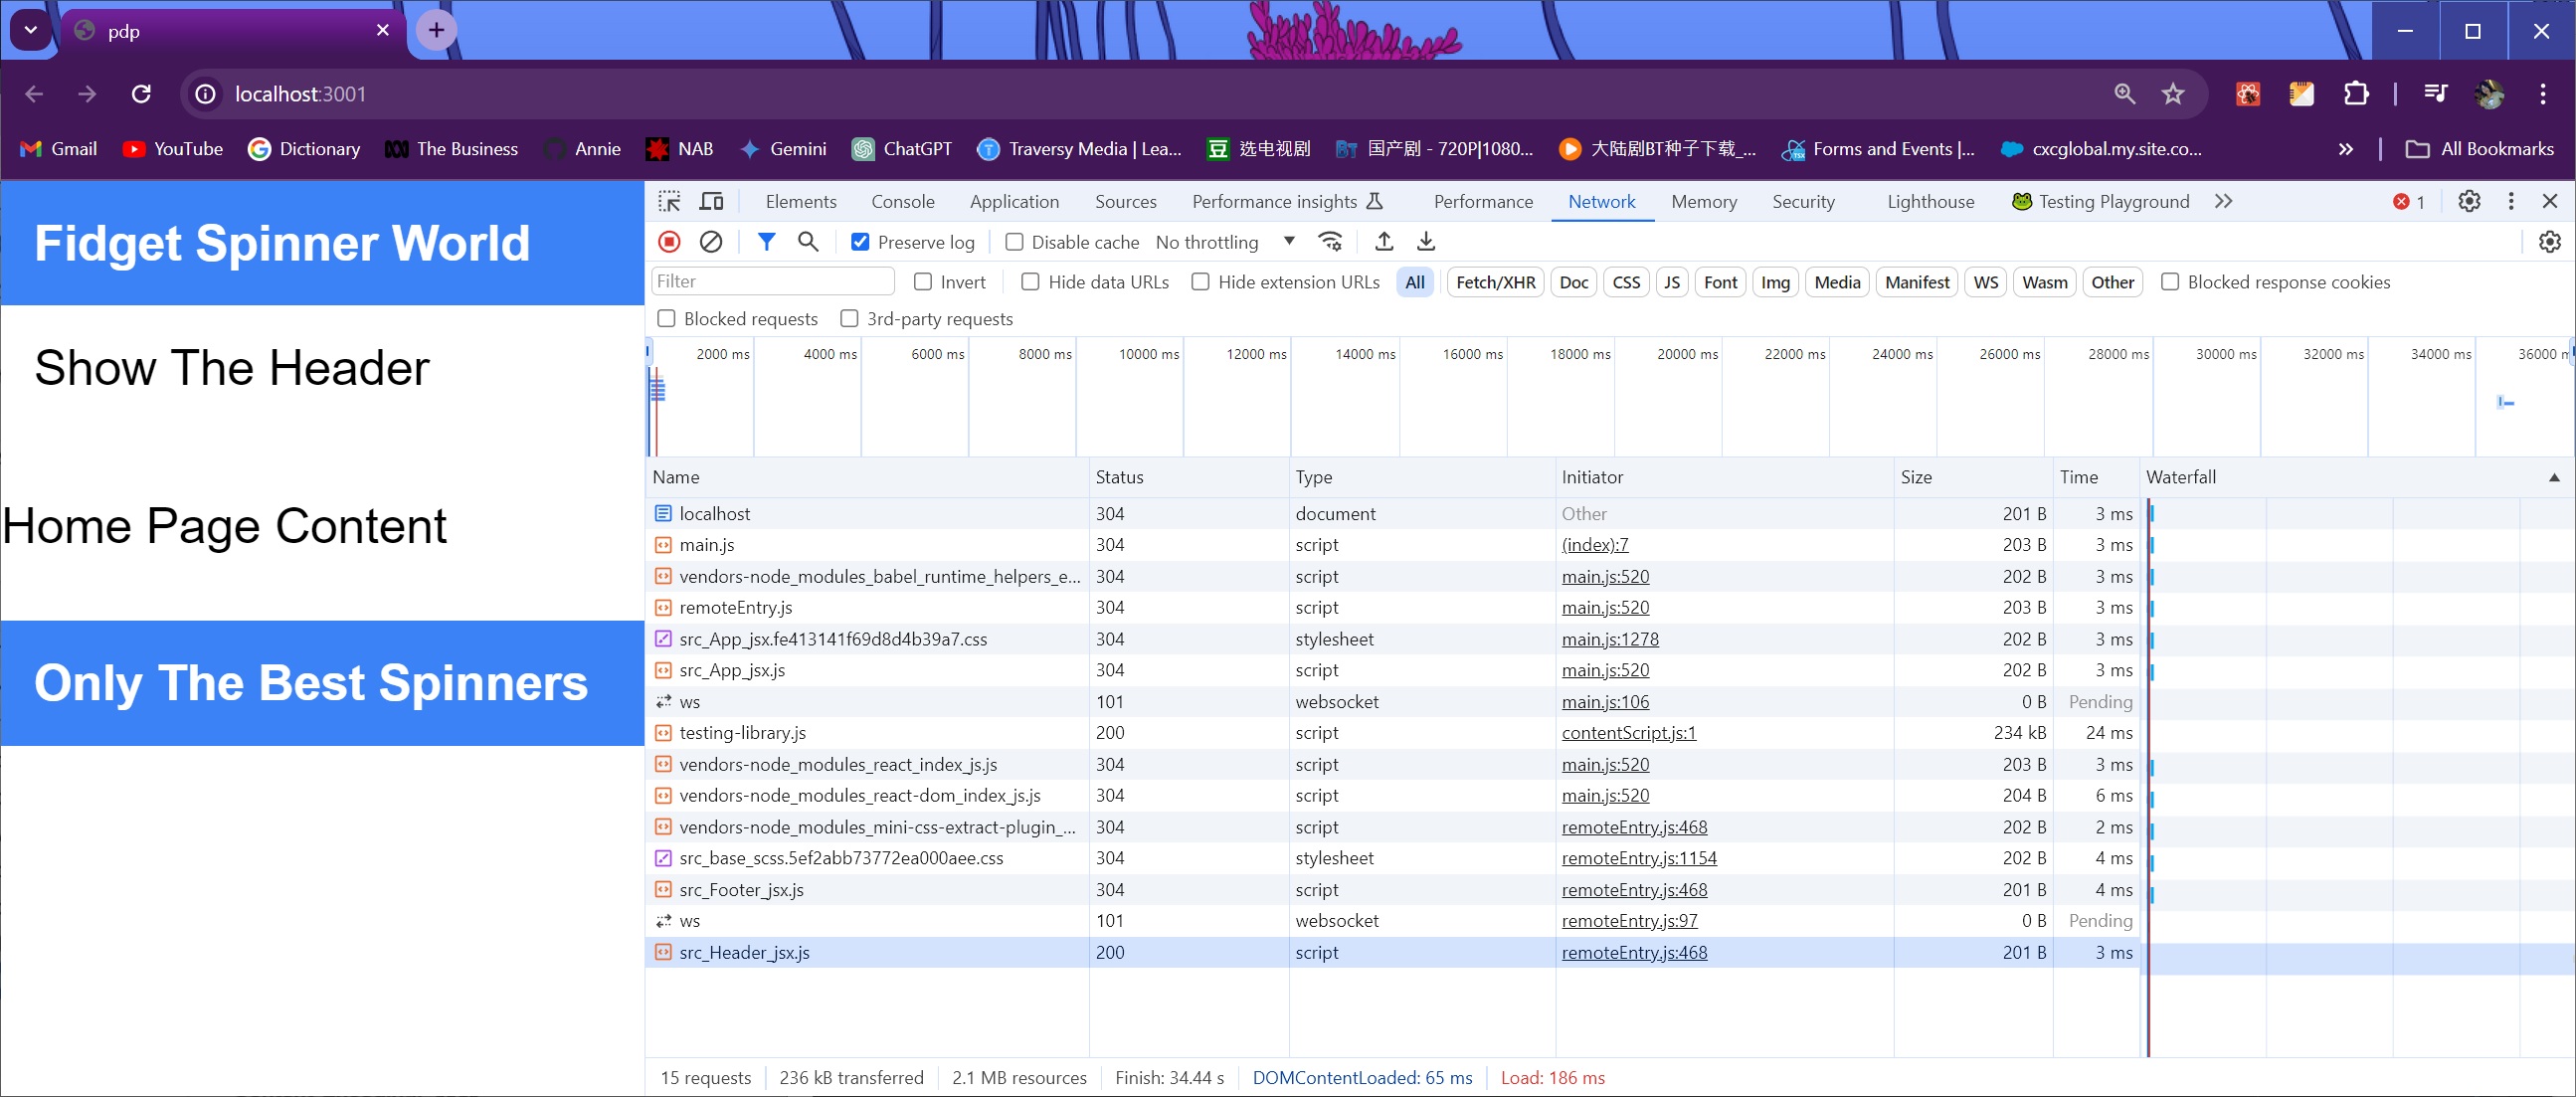 pdp
localhost:3001
Gmail YouTube Dictionary The Business Annie NAB Gemini ChatGPT Traversy Media | Lea... 选电视剧 国产剧 - 720P|1080... 大陆剧BT种子下载_... Forms and Events |... cxcglobal.my.site.co... All Bookmarks
Fidget Spinner World
Show The Header
Home Page Content
Only The Best Spinners
Elements Console Application Sources Performance insights Performance Network Memory Security Lighthouse Testing Playground 1
Preserve log Disable cache No throttling
Filter Invert Hide data URLs Hide extension URLs All Fetch/XHR Doc CSS JS Font Img Media Manifest WS Wasm Other Blocked response cookies
Blocked requests 3rd-party requests
2000 ms 4000 ms 6000 ms 8000 ms 10000 ms 12000 ms 14000 ms 16000 ms 18000 ms 20000 ms 22000 ms 24000 ms 26000 ms 28000 ms 30000 ms 32000 ms 34000 ms 36000 m
Name Status Type Initiator Size Time Waterfall
localhost 304 document Other 201 B 3 ms
main.js 304 script (index):7 203 B 3 ms
vendors-node_modules_babel_runtime_helpers_e... 304 script main.js:520 202 B 3 ms
remoteEntry.js 304 script main.js:520 203 B 3 ms
src_App_jsx.fe413141f69d8d4b39a7.css 304 stylesheet main.js:1278 202 B 3 ms
src_App_jsx.js 304 script main.js:520 202 B 3 ms
ws 101 websocket main.js:106 0 B Pending
testing-library.js 200 script contentScript.js:1 234 kB 24 ms
vendors-node_modules_react_index_js.js 304 script main.js:520 203 B 3 ms
vendors-node_modules_react-dom_index_js.js 304 script main.js:520 204 B 6 ms
vendors-node_modules_mini-css-extract-plugin_... 304 script remoteEntry.js:468 202 B 2 ms
src_base_scss.5ef2abb73772ea000aee.css 304 stylesheet remoteEntry.js:1154 202 B 4 ms
src_Footer_jsx.js 304 script remoteEntry.js:468 201 B 4 ms
ws 101 websocket remoteEntry.js:97 0 B Pending
src_Header_jsx.js 200 script remoteEntry.js:468 201 B 3 ms
15 requests 236 kB transferred 2.1 MB resources Finish: 34.44 s DOMContentLoaded: 65 ms Load: 186 ms